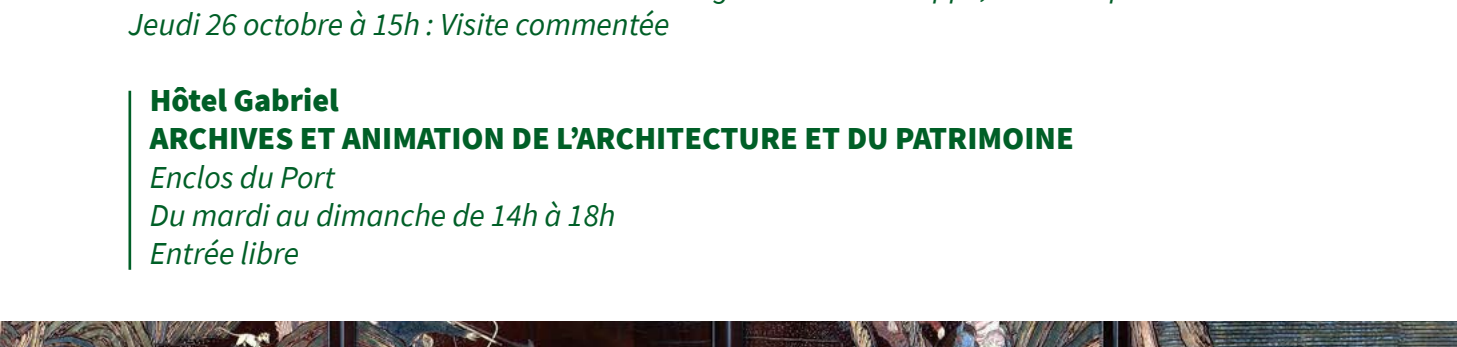 Jeudi 26 octobre à 15h : Visite commentée
Hôtel Gabriel
ARCHIVES ET ANIMATION DE L’ARCHITECTURE ET DU PATRIMOINE
Enclos du Port
Du mardi au dimanche de 14h à 18h
Entrée libre